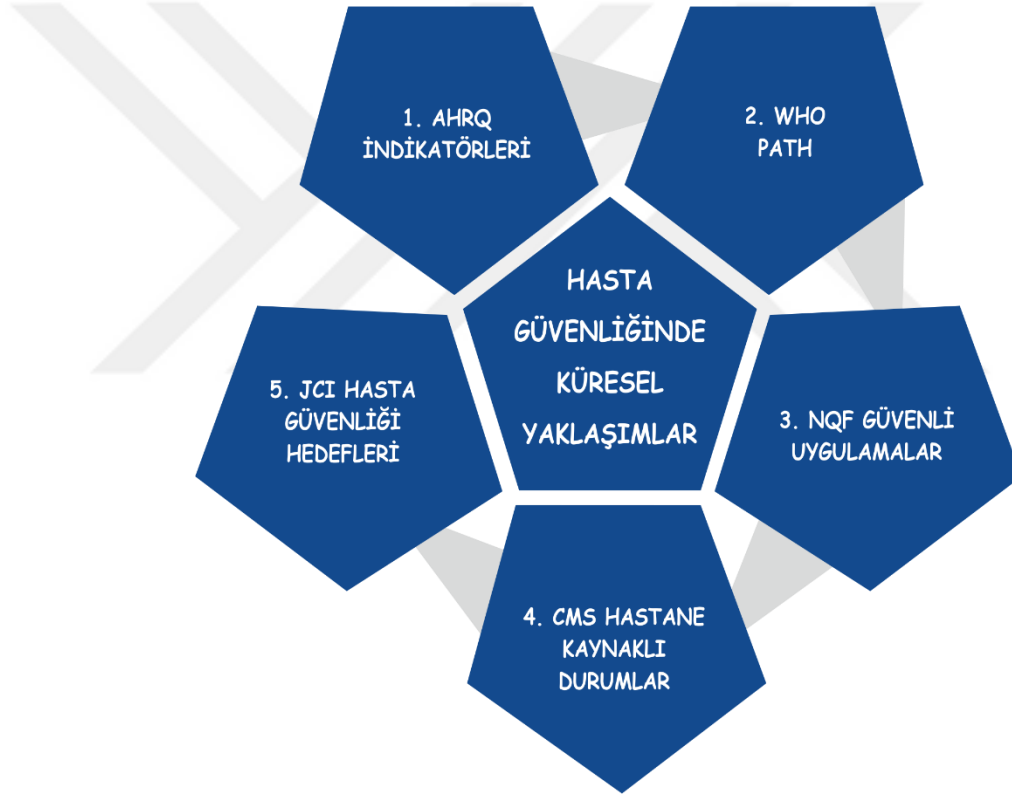 1. AHRQ
İNDİKATÖRLERİ
2. WHO
PATH
HASTA
GÜVENLİĞİNDE
KÜRESEL
YAKLAŞIMLAR
3. NQF GÜVENLİ
UYGULAMALAR
4. CMS HASTANE
KAYNAKLI
DURUMLAR
5. JCI HASTA
GÜVENLİĞİ
HEDEFLERİ